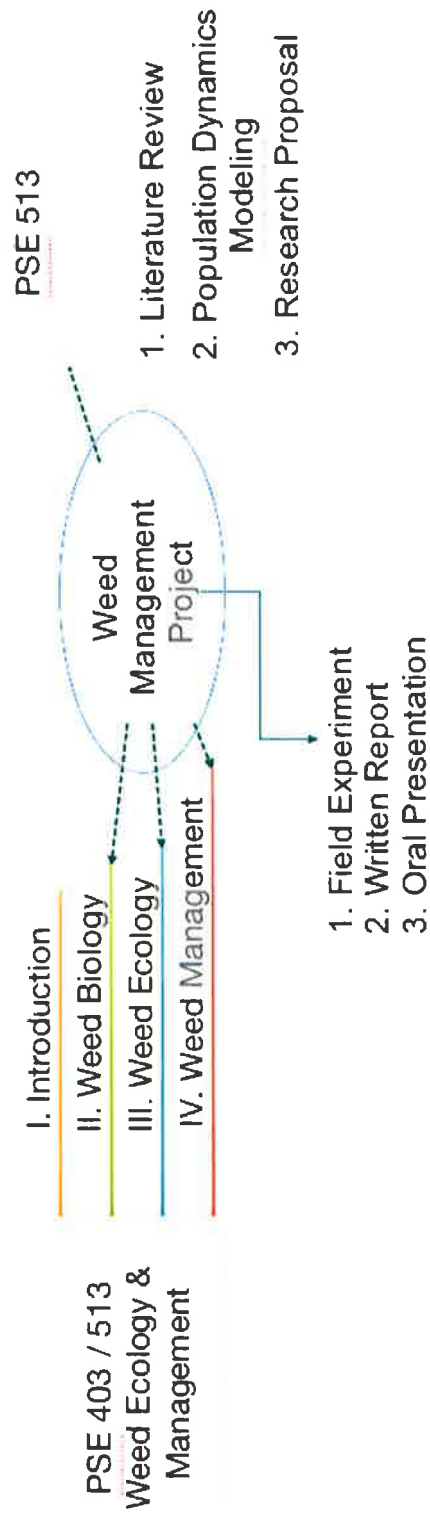 PSE 403 / 513
Weed Ecology &
Management
I. Introduction
II. Weed Biology
III. Weed Ecology
IV. Weed Management
Weed
Management
Project
PSE 513
1. Literature Review
2. Population Dynamics
Modeling
3. Research Proposal
1. Field Experiment
2. Written Report
3. Oral Presentation